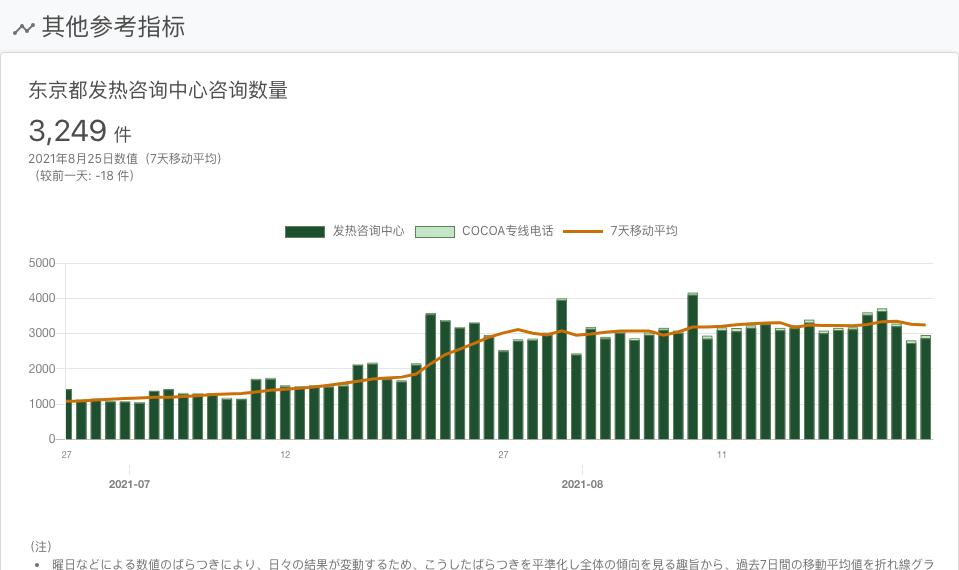 其他参考指标
东京都发热咨询中心咨询数量
3,249 件
2021年8月25日数值（7天移动平均）
（较前一天: -18 件）
发热咨询中心 COCOA专线电话 7天移动平均
5000
4000
3000
2000
1000
0
27 12 27 11
2021-07 2021-08
（注）
• 曜日などによる数値のばらつきにより、日々の結果が変動するため、こうしたばらつきを平準化し全体の傾向を見る趣旨から、過去7日間の移動平均値を折れ線グラ